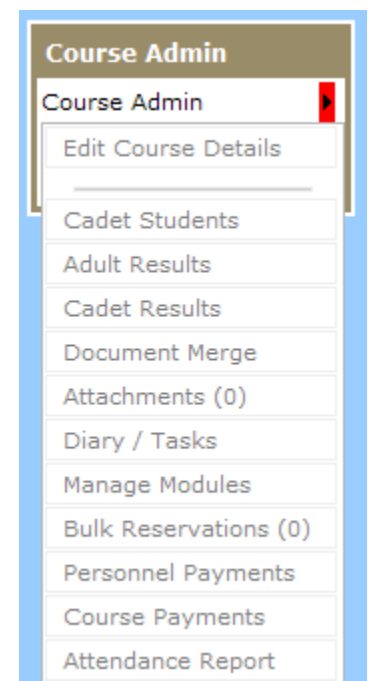 Course Admin
Course Admin
Edit Course Details
Cadet Students
Adult Results
Cadet Results
Document Merge
Attachments (0)
Diary / Tasks
Manage Modules
Bulk Reservations (0)
Personnel Payments
Course Payments
Attendance Report